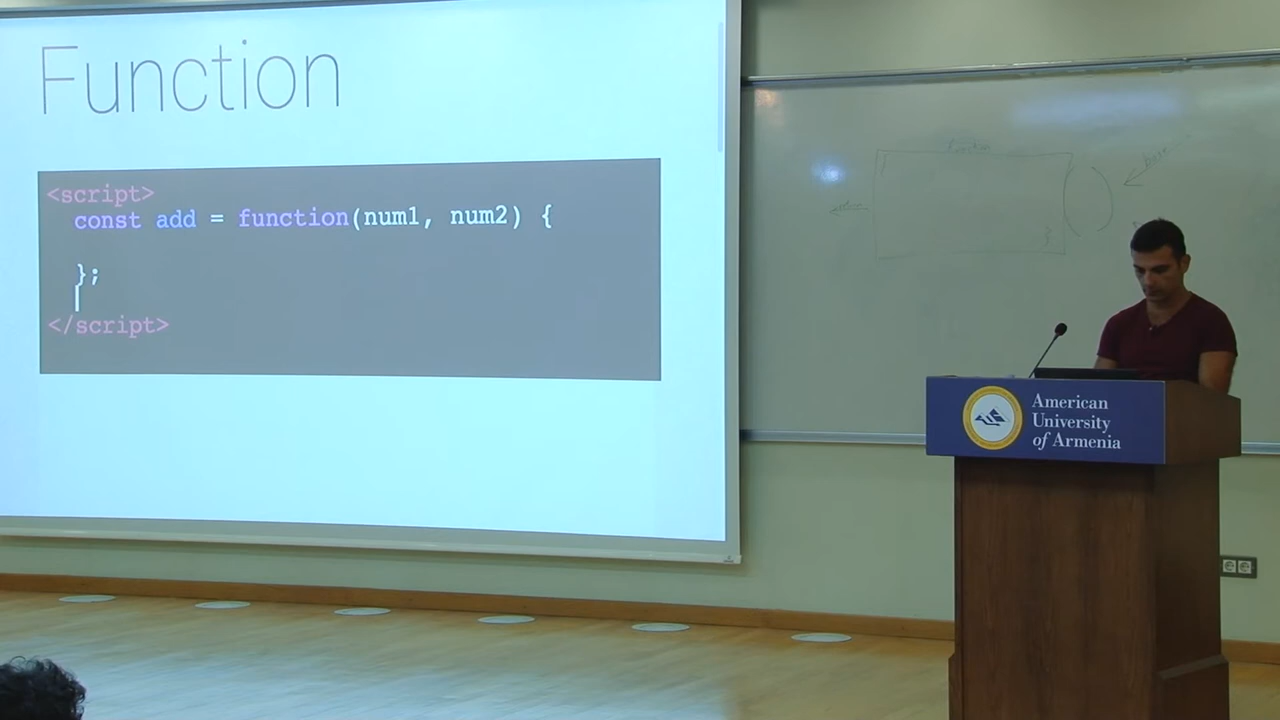 Function
<script>
const add = function(num1, num2) {
};
</script>
American
University
of Armenia